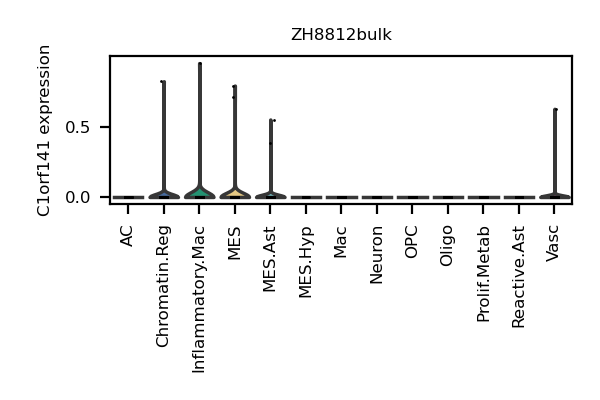 ZH8812bulk
C1orf141 expression
0.5
0.0
AC
Chromatin.Reg
Inflammatory.Mac
MES
MES.Ast
MES.Hyp
Mac
Neuron
OPC
Oligo
Prolif.Metab
Reactive.Ast
Vasc